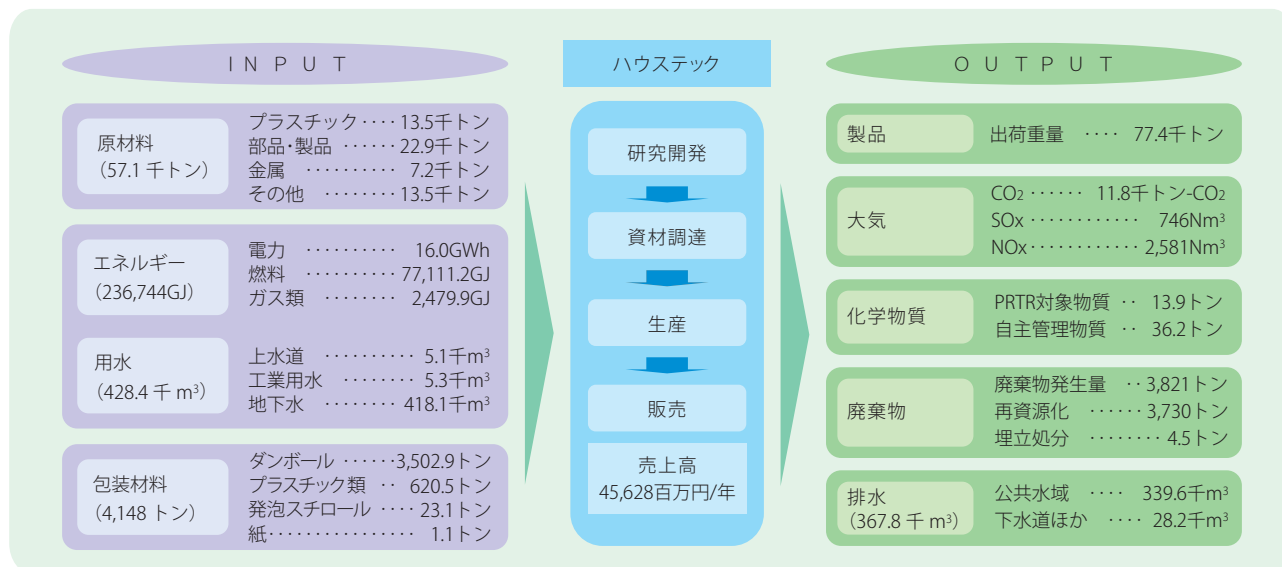 INPUT
原材料
(57.1 千トン)
プラスチック ···· 13.5千トン
部品・製品 ······ 22.9千トン
金属 ········· 7.2千トン
その他 ········ 13.5千トン
エネルギー
(236,744GJ)
電力 ·········· 16.0GWh
燃料 ······· 77,111.2GJ
ガス類 ······· 2,479.9GJ
用水
(428.4 千 m³)
上水道 ·········· 5.1千m³
工業用水 ········ 5.3千m³
地下水 ········ 418.1千m³
包装材料
(4,148 トン)
ダンボール ······3,502.9トン
プラスチック類 ·· 620.5トン
発泡スチロール ···· 23.1トン
紙··············· 1.1トン
ハウステック
研究開発
資材調達
生産
販売
売上高
45,628百万円/年
OUTPUT
製品
出荷重量 ···· 77.4千トン
大気
CO₂ ······ 11.8千トン-CO₂
SOx ············ 746Nm³
NOx ············ 2,581Nm³
化学物質
PRTR対象物質 ·· 13.9トン
自主管理物質 ·· 36.2トン
廃棄物
廃棄物発生量 ·· 3,821トン
再資源化 ······ 3,730トン
埋立処分 ········ 4.5トン
排水
(367.8 千 m³)
公共水域 ···· 339.6千m³
下水道ほか ···· 28.2千m³